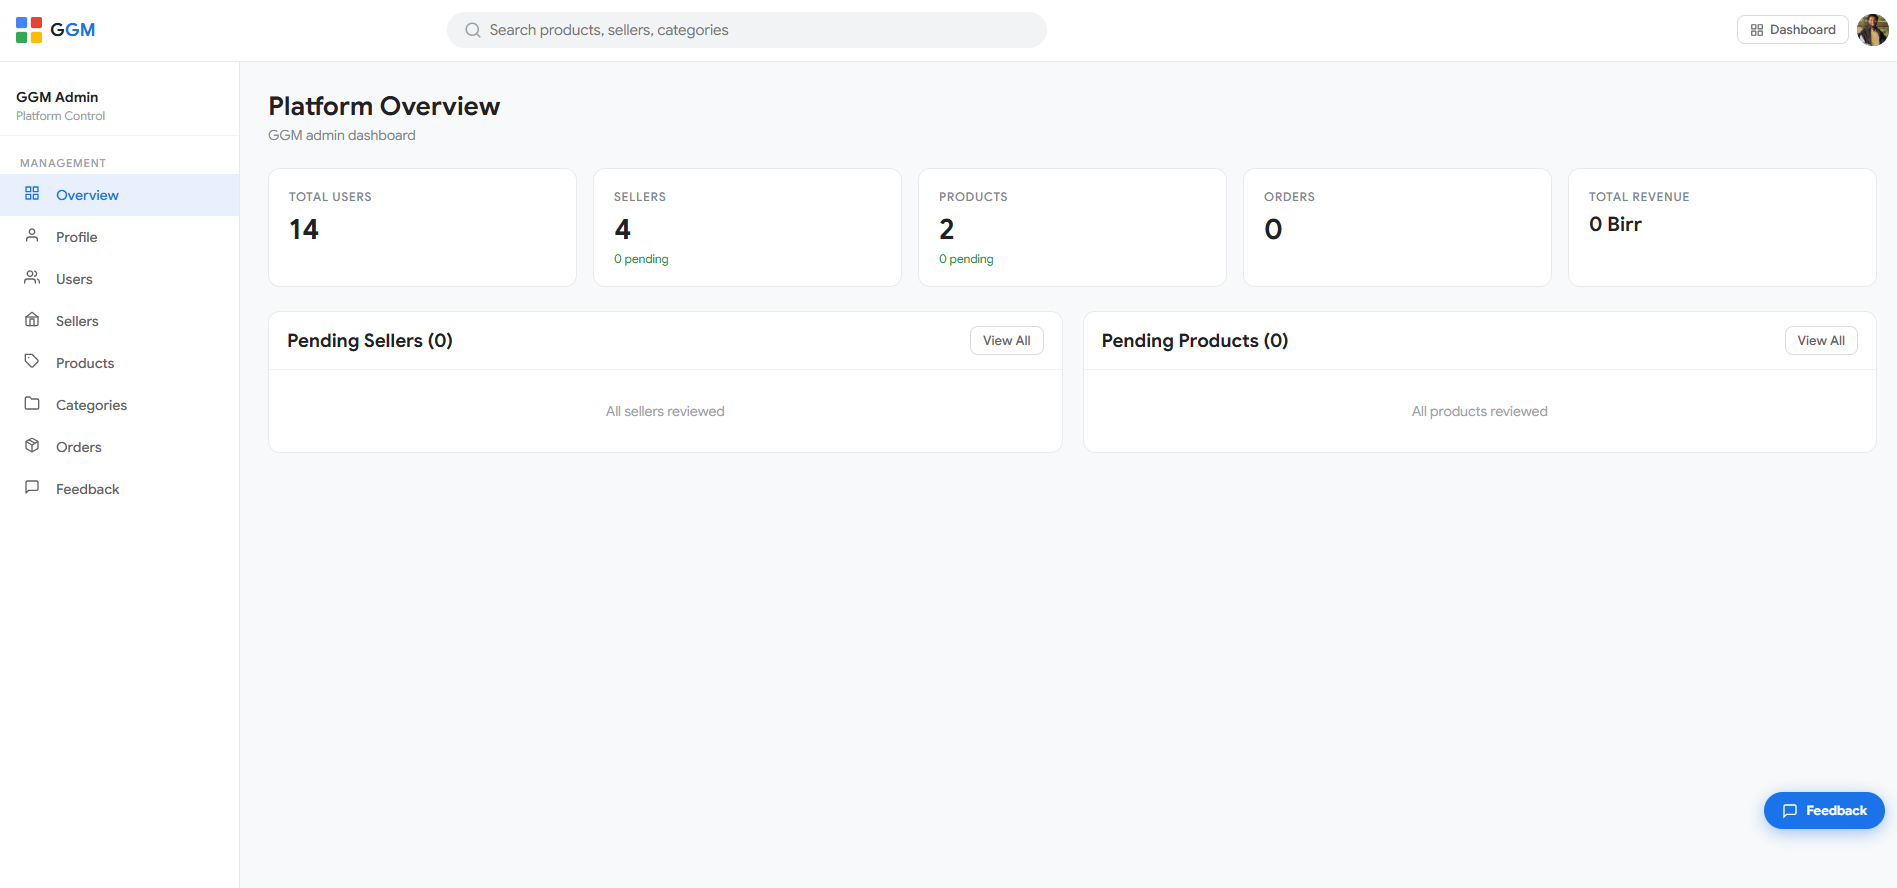 GGM
Search products, sellers, categories
Dashboard
GGM Admin
Platform Control
MANAGEMENT
Overview
Profile
Users
Sellers
Products
Categories
Orders
Feedback
Platform Overview
GGM admin dashboard
TOTAL USERS
14
SELLERS
4
0 pending
PRODUCTS
2
0 pending
ORDERS
0
TOTAL REVENUE
0 Birr
Pending Sellers (0)
View All
All sellers reviewed
Pending Products (0)
View All
All products reviewed
Feedback